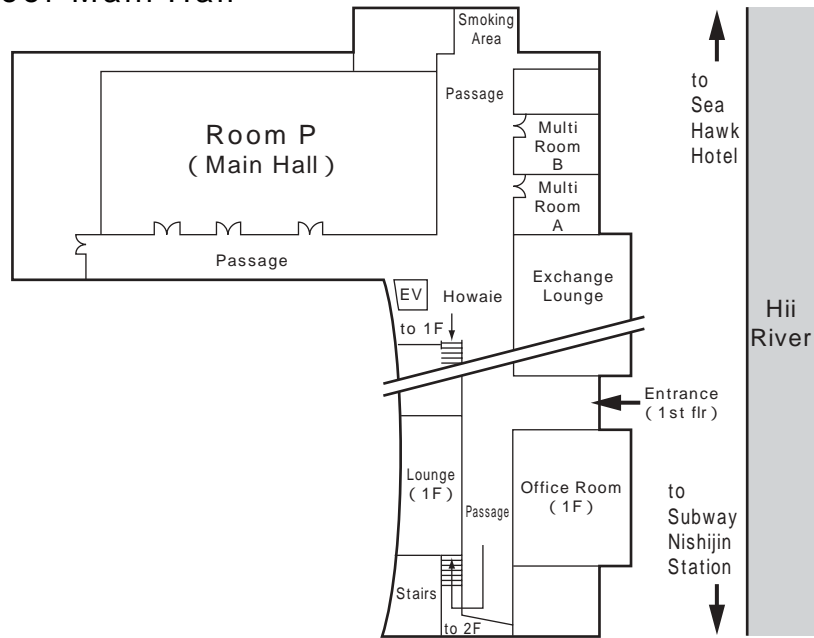 Main Hall
Smoking
Area
Passage
to
Sea
Hawk
Hotel
Room P
( Main Hall )
Multi
Room
B
Multi
Room
A
Passage
Exchange
Lounge
EV
Howaie
to 1F
Hii
River
Entrance
( 1st flr )
Lounge
( 1F )
Office Room
( 1F )
Passage
to
Subway
Nishijin
Station
Stairs
to 2F